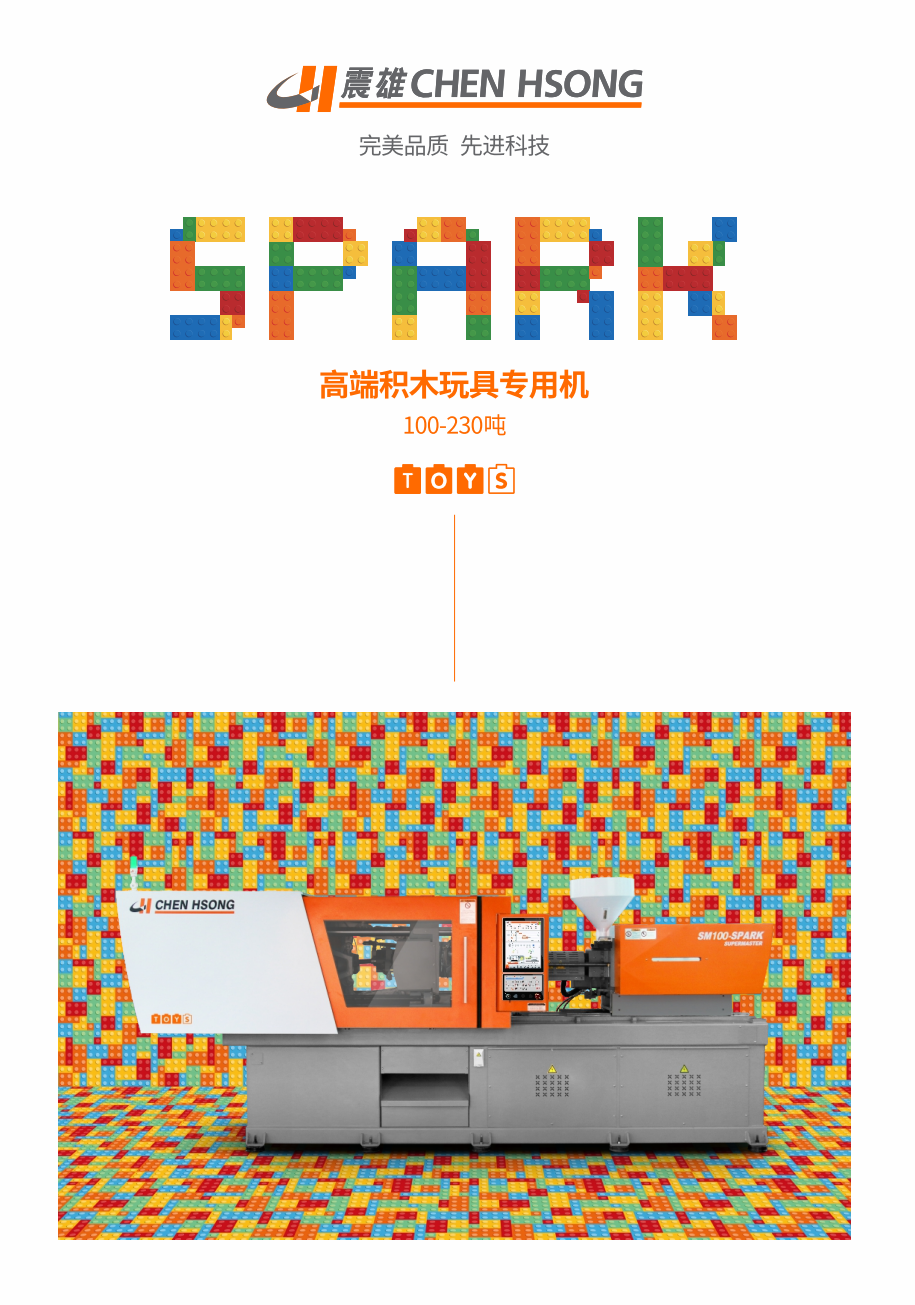 震雄 CHEN HSONG
完美品质 先进科技
SPARK
高端积木玩具专用机
100-230吨
TOYS
CHEN HSONG
SM100-SPARK
SUPERMASTER
TOYS